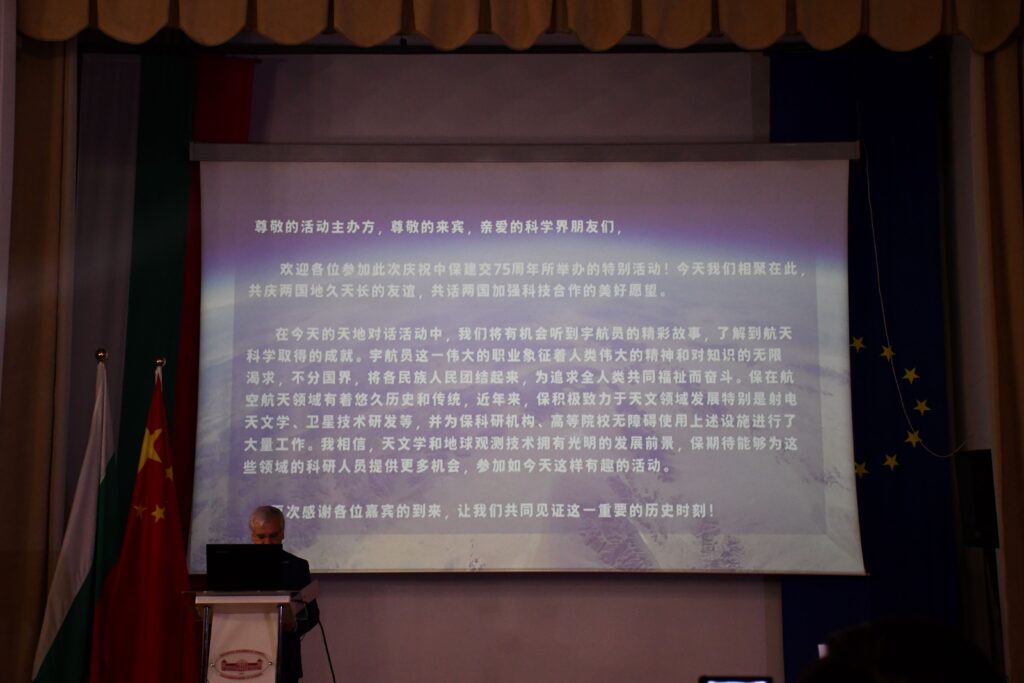 尊敬的活动主办方，尊敬的来宾，亲爱的科学界朋友们，
欢迎各位参加此次庆祝中保建交75周年所举办的特别活动！今天我们相聚在此，
共庆两国地久天长的友谊，共话两国加强科技合作的美好愿望。
在今天的天地对话活动中，我们将有机会听到宇航员的精彩故事，了解到航天
科学取得的成就。宇航员这一伟大的职业象征着人类伟大的精神和对知识的无限
渴求，不分国界，将各民族人民团结起来，为追求全人类共同福祉而奋斗。保在航
空航天领域有着悠久历史和传统，近年来，保积极致力于天文领域发展特别是射电
天文学、卫星技术研发等，并为保科研机构、高等院校无障碍使用上述设施进行了
大量工作。我相信，天文学和地球观测技术拥有光明的发展前景，保期待能够为这
些领域的科研人员提供更多机会，参加如今天这样有趣的活动。
次感谢各位嘉宾的到来，让我们共同见证这一重要的历史时刻！